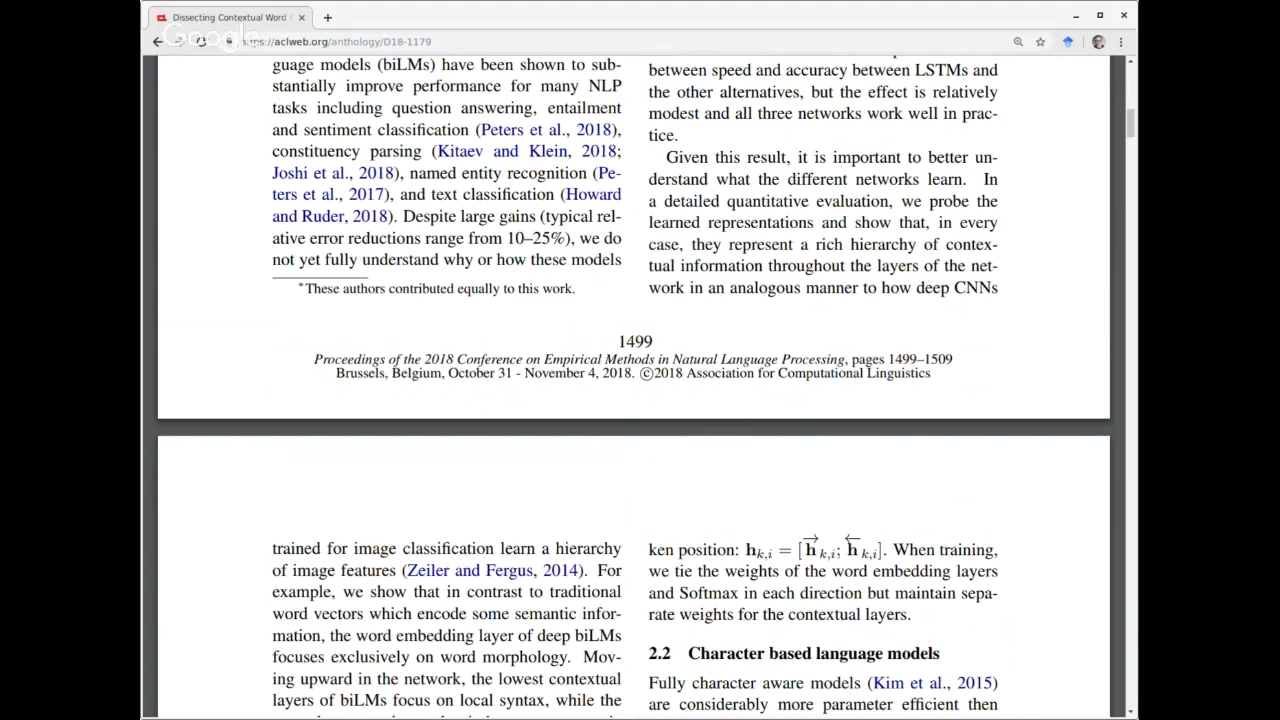 Dissecting Contextual Word
Google
https://aclweb.org/anthology/D18-1179
guage models (biLMs) have been shown to sub-
stantially improve performance for many NLP
tasks including question answering, entailment
and sentiment classification (Peters et al., 2018),
constituency parsing (Kitaev and Klein, 2018;
Joshi et al., 2018), named entity recognition (Pe-
ters et al., 2017), and text classification (Howard
and Ruder, 2018). Despite large gains (typical rel-
ative error reductions range from 10–25%), we do
not yet fully understand why or how these models
*These authors contributed equally to this work.
between speed and accuracy between LSTMs and
the other alternatives, but the effect is relatively
modest and all three networks work well in prac-
tice.
Given this result, it is important to better un-
derstand what the different networks learn. In
a detailed quantitative evaluation, we probe the
learned representations and show that, in every
case, they represent a rich hierarchy of contex-
tual information throughout the layers of the net-
work in an analogous manner to how deep CNNs
1499
Proceedings of the 2018 Conference on Empirical Methods in Natural Language Processing, pages 1499–1509
Brussels, Belgium, October 31 - November 4, 2018. ©2018 Association for Computational Linguistics
trained for image classification learn a hierarchy
of image features (Zeiler and Fergus, 2014). For
example, we show that in contrast to traditional
word vectors which encode some semantic infor-
mation, the word embedding layer of deep biLMs
focuses exclusively on word morphology. Mov-
ing upward in the network, the lowest contextual
layers of biLMs focus on local syntax, while the
ken position: h_{k,i} = [→h_{k,i}; ←h_{k,i}]. When training,
we tie the weights of the word embedding layers
and Softmax in each direction but maintain sepa-
rate weights for the contextual layers.
2.2 Character based language models
Fully character aware models (Kim et al., 2015)
are considerably more parameter efficient then